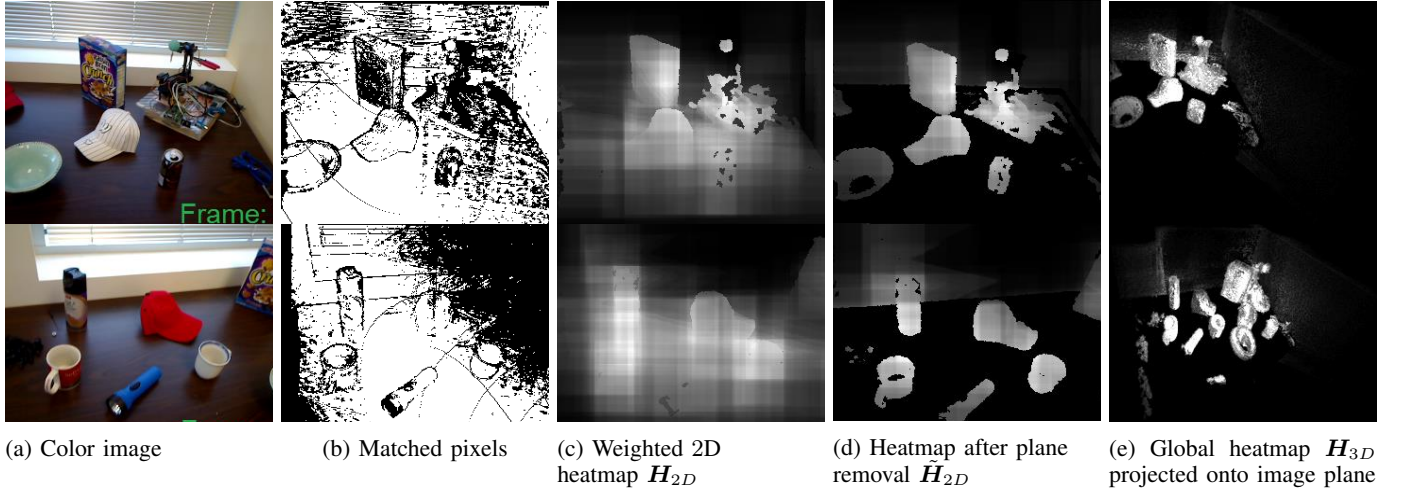 Frame:
(a) Color image
(b) Matched pixels
(c) Weighted 2D
heatmap H2D
(d) Heatmap after plane
removal H̃2D
(e) Global heatmap H3D
projected onto image plane